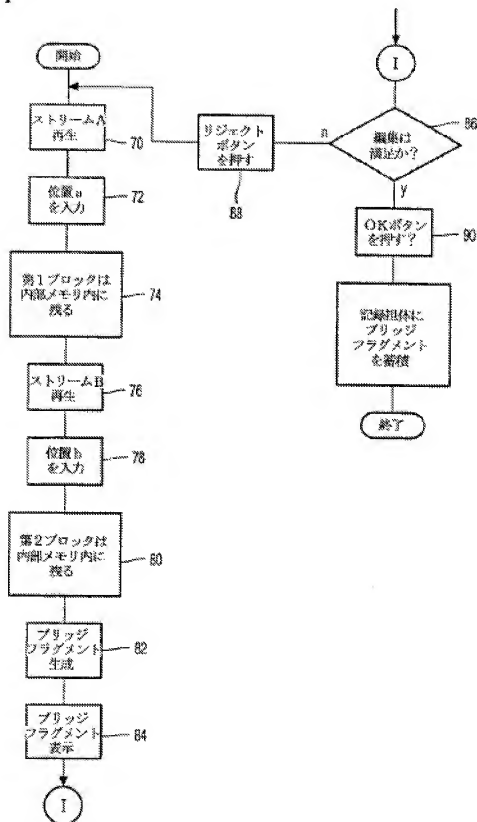 開始
ストリームA
再生
70
位置a
を入力
72
第1ブロックは
内部メモリ内に
残る
74
ストリームB
再生
76
位置b
を入力
78
第2ブロックは
内部メモリ内に
残る
80
ブリッジ
フラグメント
生成
82
ブリッジ
フラグメント
表示
84
I
I
編集は
満足か?
86
n
y
リジェクト
ボタン
を押す
88
OKボタン
を押す?
90
記録担体に
ブリッジ
フラグメント
を蓄積
終了